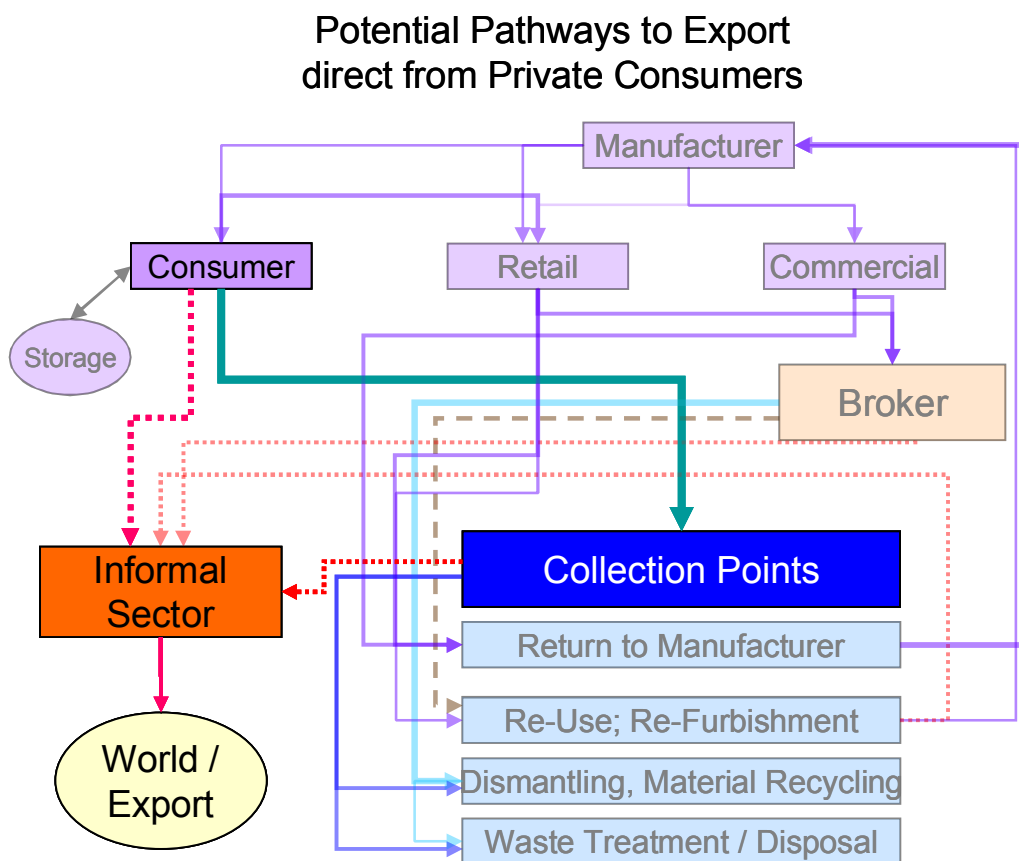 Potential Pathways to Export
direct from Private Consumers
Manufacturer
Consumer
Retail
Commercial
Storage
Broker
Informal
Sector
Collection Points
Return to Manufacturer
Re-Use; Re-Furbishment
World /
Export
Dismantling, Material Recycling
Waste Treatment / Disposal